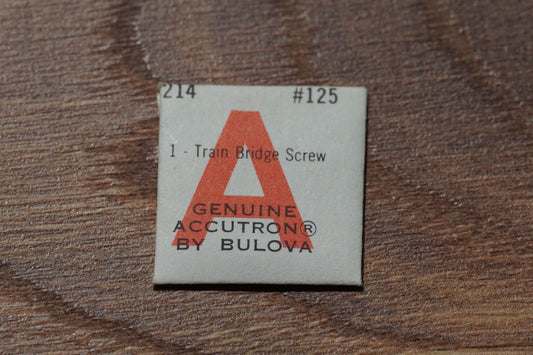 214 #125
1 - Train Bridge Screw
A
GENUINE
ACCUTRON®
BY BULOVA